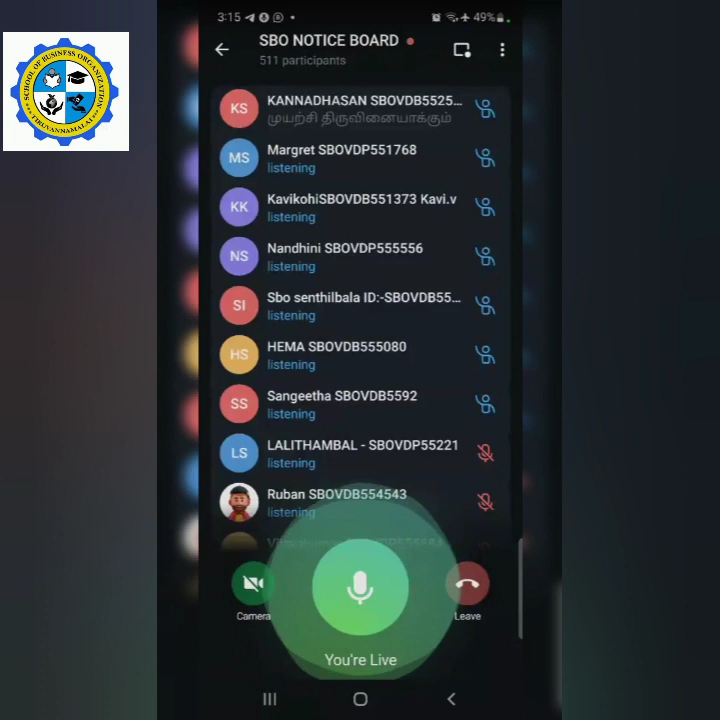 3:15
49%
SBO NOTICE BOARD
511 participants
SCHOOL OF BUSINESS ORGANIZATION
TIRUVANNAMALAI
KS
KANNADHASAN SBOVDB5525...
முயற்சி திருவினையாக்கும்
MS
Margret SBOVDP551768
listening
KK
KavikohiSBOVDB551373 Kavi.v
listening
NS
Nandhini SBOVDP555556
listening
SI
Sbo senthilbala ID:-SBOVDB55...
listening
HS
HEMA SBOVDB555080
listening
SS
Sangeetha SBOVDB5592
listening
LS
LALITHAMBAL - SBOVDP55221
listening
Ruban SBOVDB554543
listening
Camera
Leave
You're Live